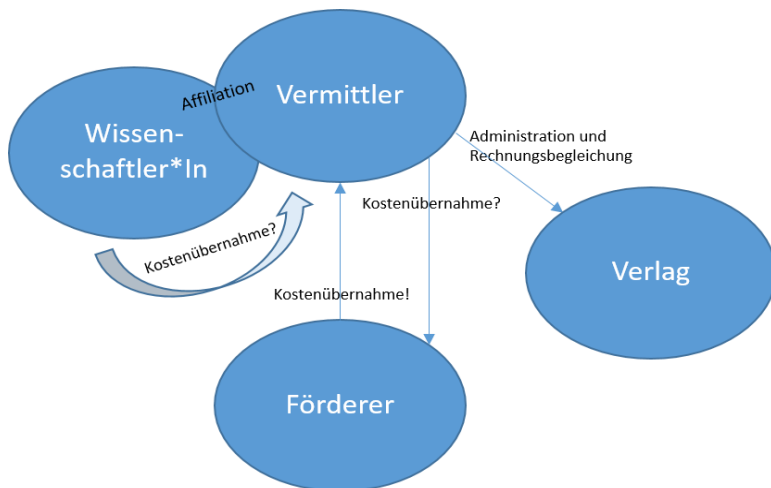 Affiliation
Vermittler
Wissen-
schaftler*In
Administration und
Rechnungsbegleichung
Kostenübernahme?
Kostenübernahme?
Verlag
Kostenübernahme!
Förderer